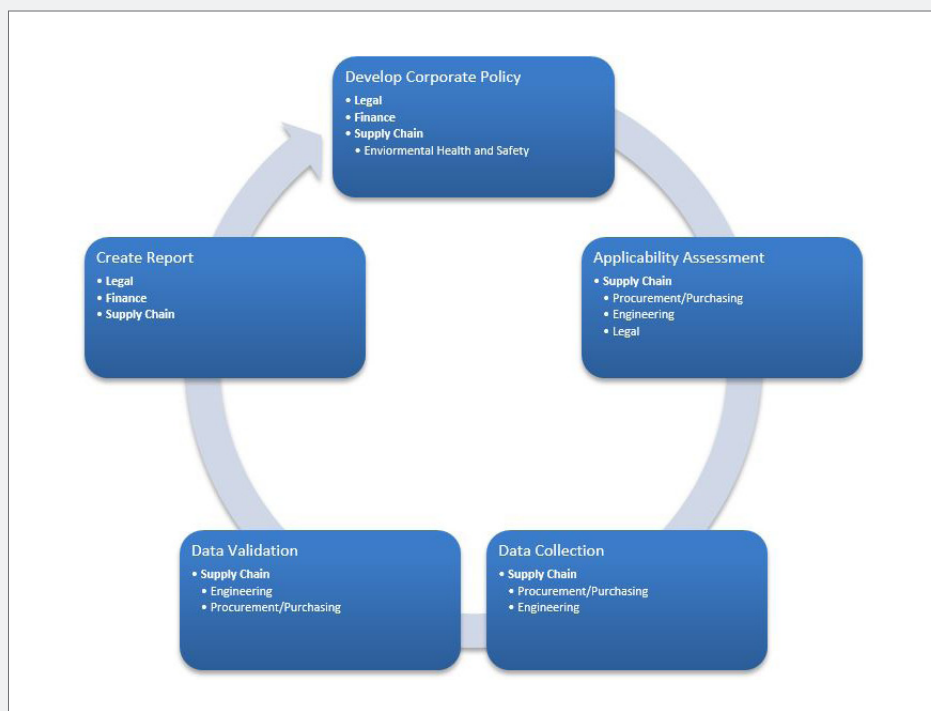 Develop Corporate Policy
• Legal
• Finance
• Supply Chain
• Enviormental Health and Safety
Applicability Assessment
• Supply Chain
• Procurement/Purchasing
• Engineering
• Legal
Data Collection
• Supply Chain
• Procurement/Purchasing
• Engineering
Data Validation
• Supply Chain
• Engineering
• Procurement/Purchasing
Create Report
• Legal
• Finance
• Supply Chain